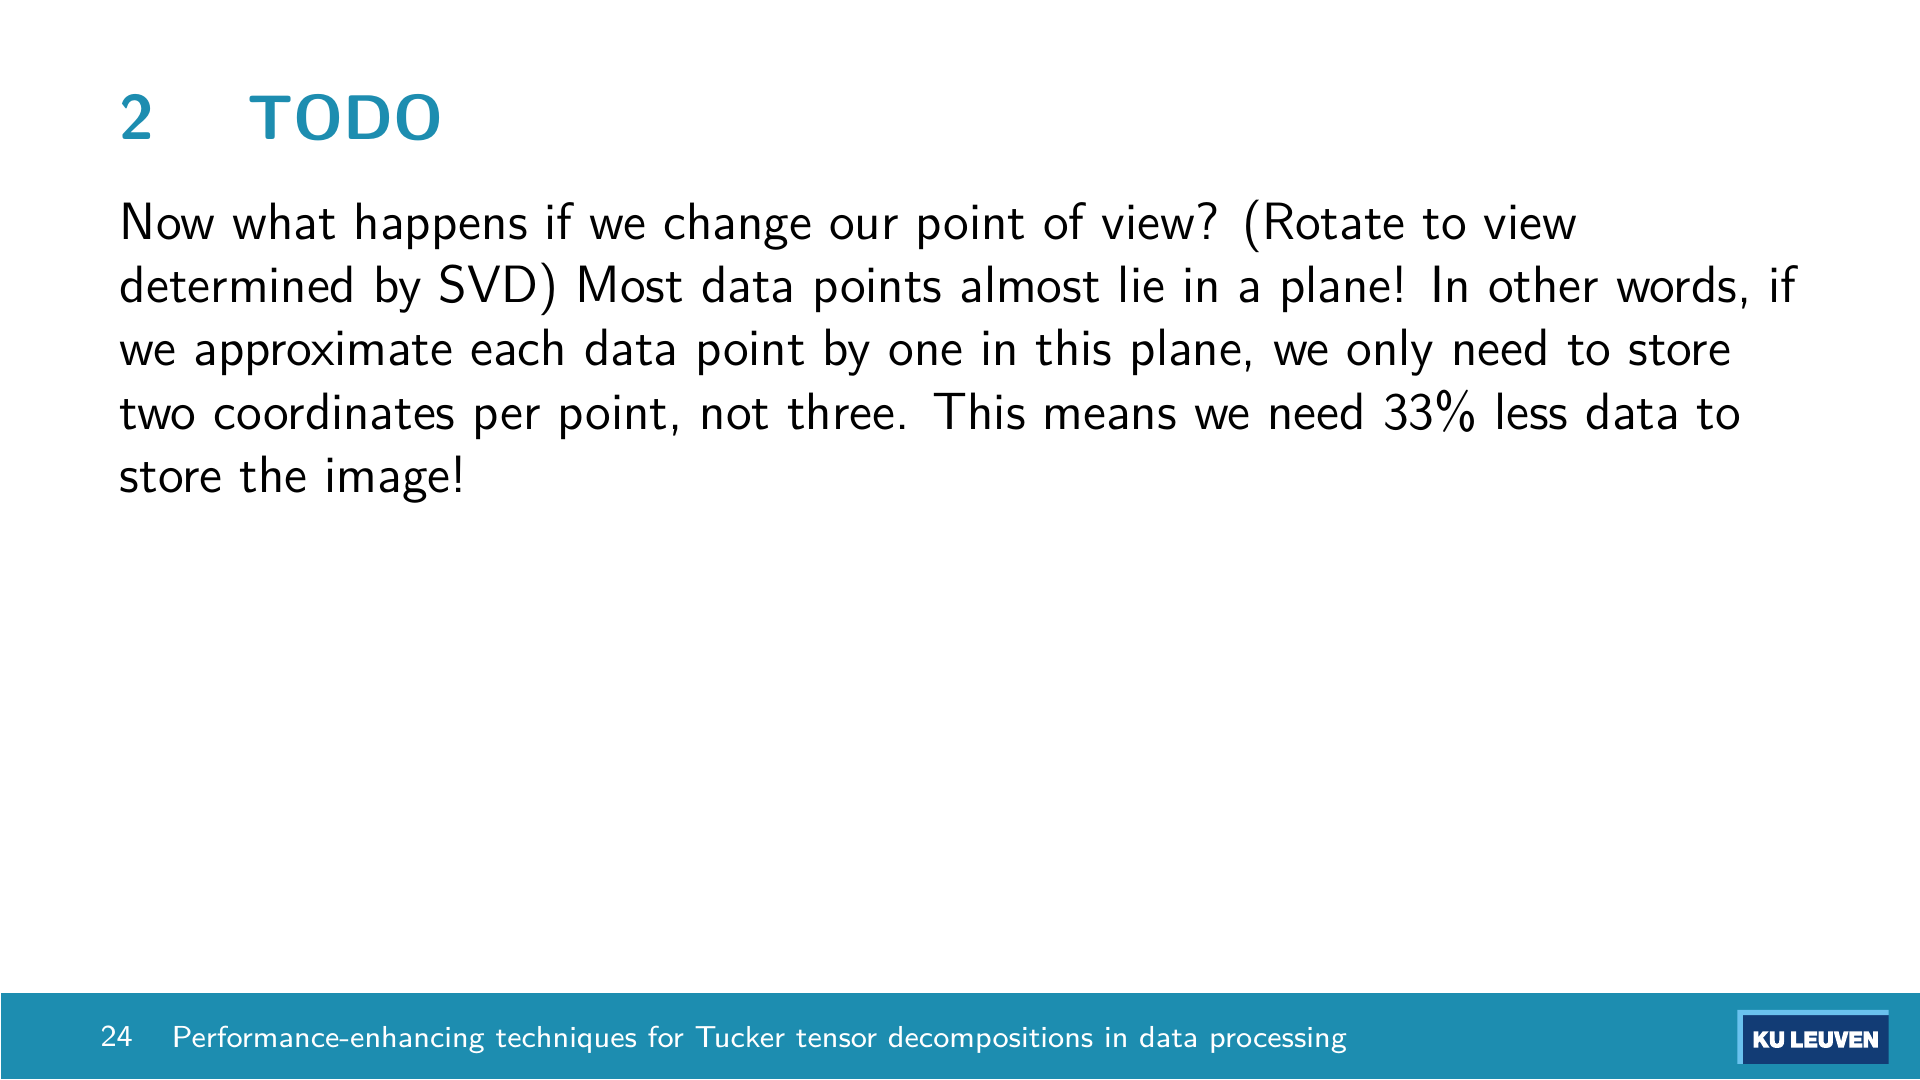 2 TODO
Now what happens if we change our point of view? (Rotate to view
determined by SVD) Most data points almost lie in a plane! In other words, if
we approximate each data point by one in this plane, we only need to store
two coordinates per point, not three. This means we need 33% less data to
store the image!
24 Performance-enhancing techniques for Tucker tensor decompositions in data processing
KU LEUVEN